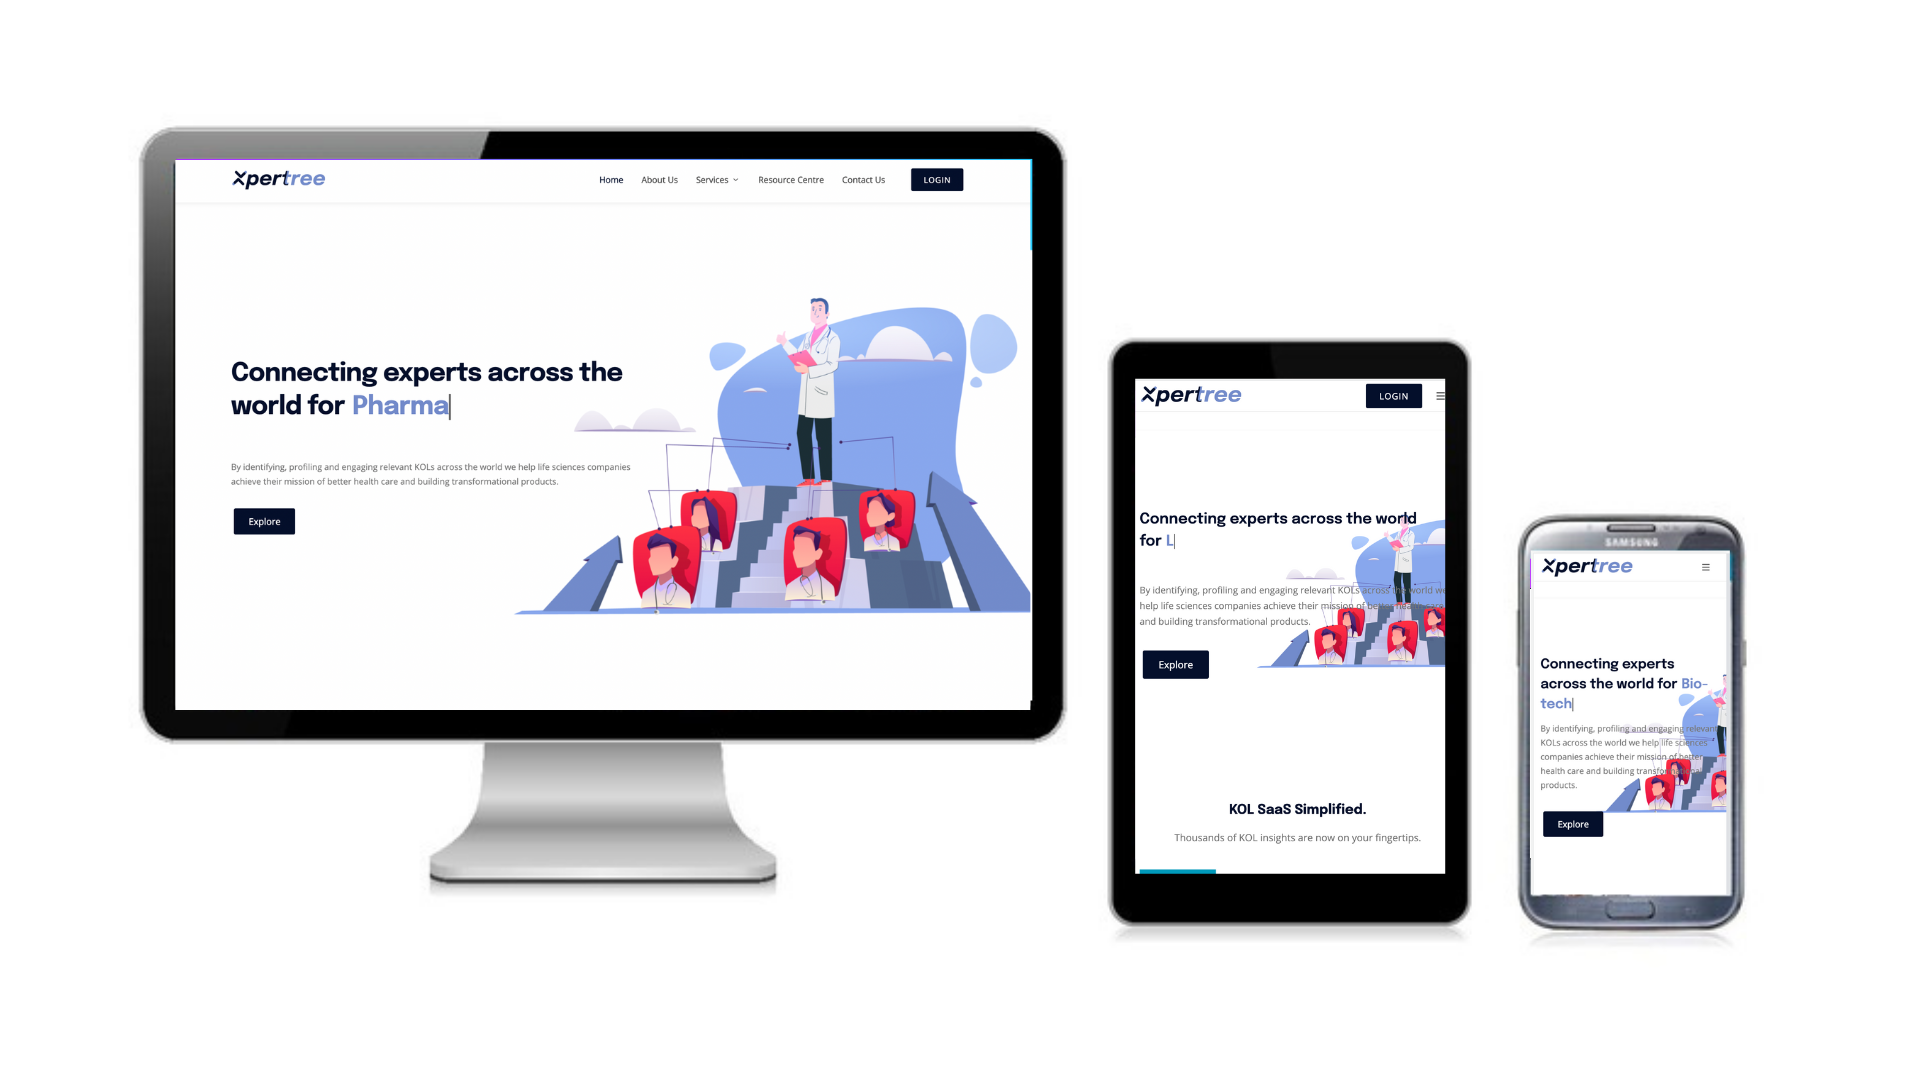 Xpertree
Home About Us Services Resource Centre Contact Us LOGIN
Connecting experts across the
world for Pharma|
By identifying, profiling and engaging relevant KOLs across the world we help life sciences companies
achieve their mission of better health care and building transformational products.
Explore
Xpertree LOGIN
Connecting experts across the world
for L|
By identifying, profiling and engaging relevant KOLs across the world we
help life sciences companies achieve their mission of better health care
and building transformational products.
Explore
KOL SaaS Simplified.
Thousands of KOL insights are now on your fingertips.
SAMSUNG
Xpertree
Connecting experts
across the world for Bio-
tech|
By identifying, profiling and engaging relevant
KOLs across the world we help life sciences
companies achieve their mission of better
health care and building transformational
products.
Explore